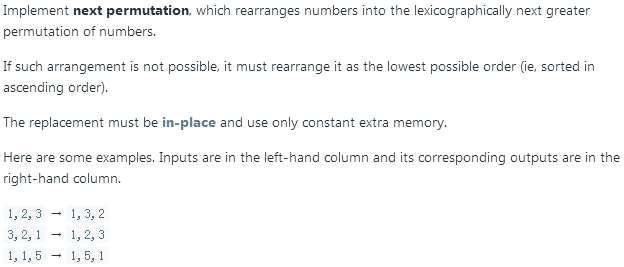 Implement next permutation, which rearranges numbers into the lexicographically next greater
permutation of numbers.
If such arrangement is not possible, it must rearrange it as the lowest possible order (ie, sorted in
ascending order).
The replacement must be in-place and use only constant extra memory.
Here are some examples. Inputs are in the left-hand column and its corresponding outputs are in the
right-hand column.
1,2,3 → 1,3,2
3,2,1 → 1,2,3
1,1,5 → 1,5,1